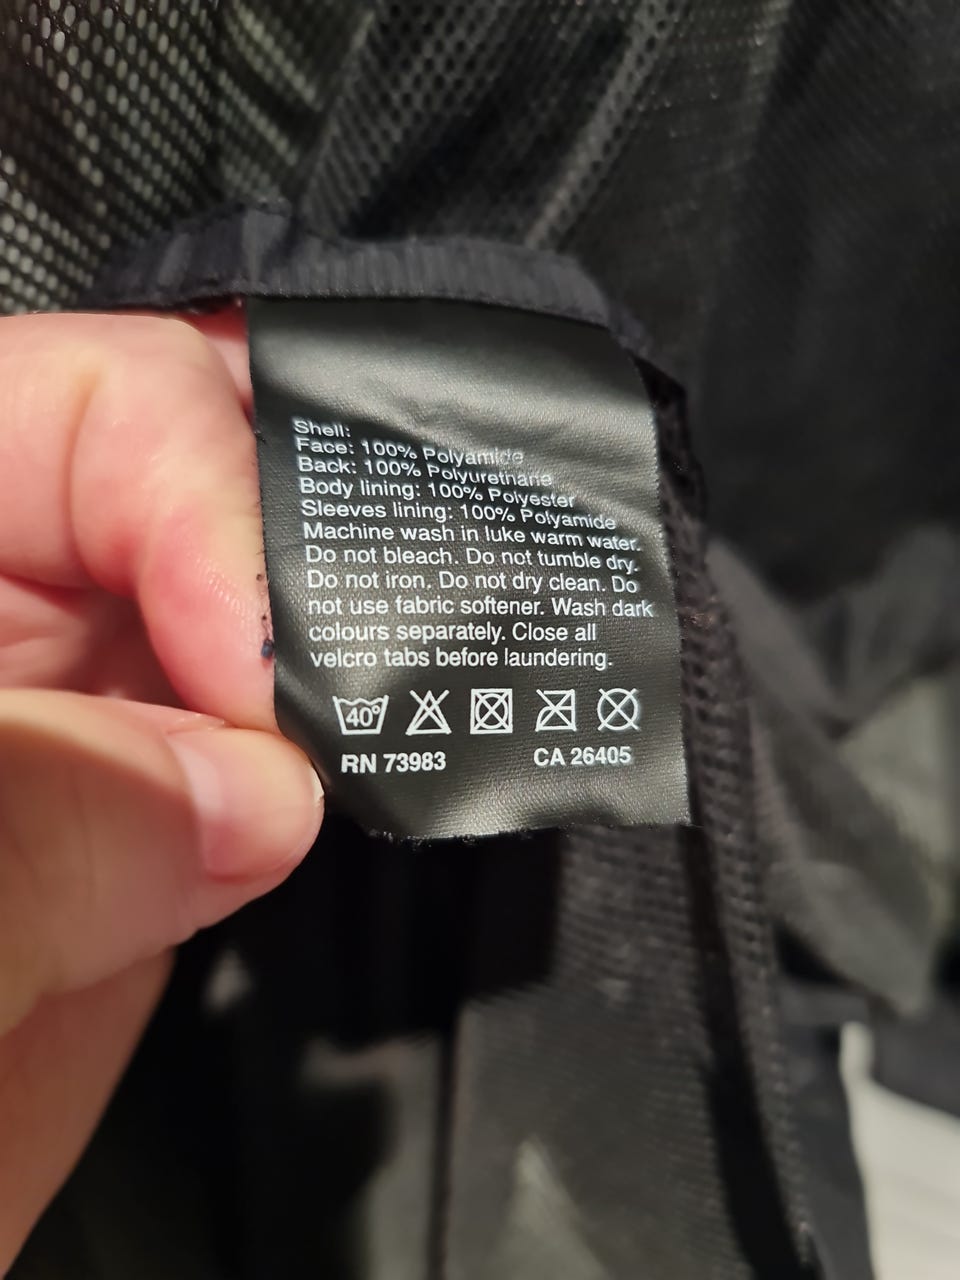 Shell:
Face: 100% Polyamide
Back: 100% Polyurethane
Body lining: 100% Polyester
Sleeves lining: 100% Polyamide
Machine wash in luke warm water.
Do not bleach. Do not tumble dry.
Do not iron. Do not dry clean. Do
not use fabric softener. Wash dark
colours separately. Close all
velcro tabs before laundering.
40°
RN 73983 CA 26405